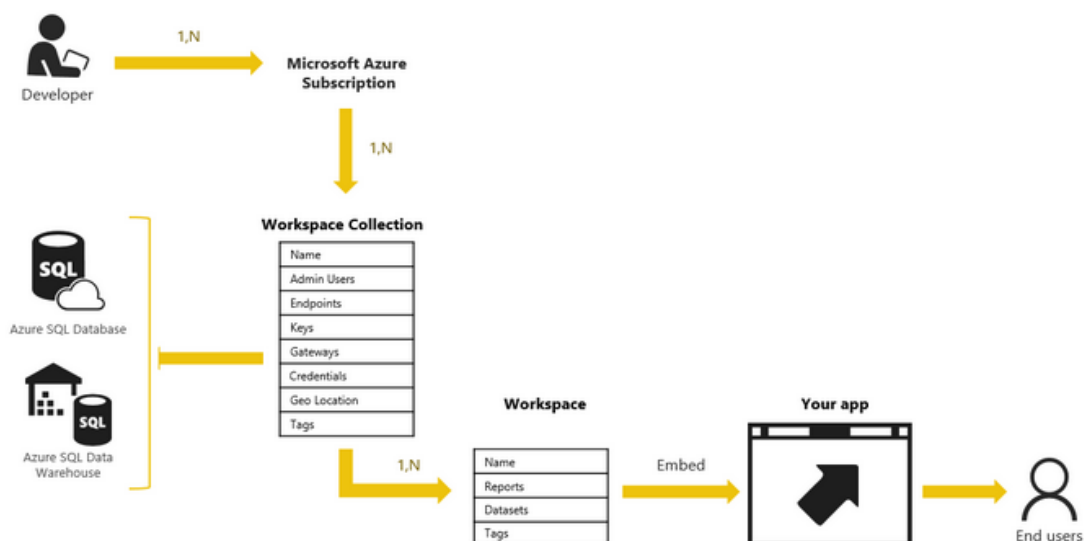 1,N
Developer
Microsoft Azure
Subscription
1,N
Workspace Collection
Name
Admin Users
Endpoints
Keys
Gateways
Credentials
Geo Location
Tags
SQL
Azure SQL Database
SQL
Azure SQL Data
Warehouse
1,N
Workspace
Name
Reports
Datasets
Tags
Embed
Your app
End users